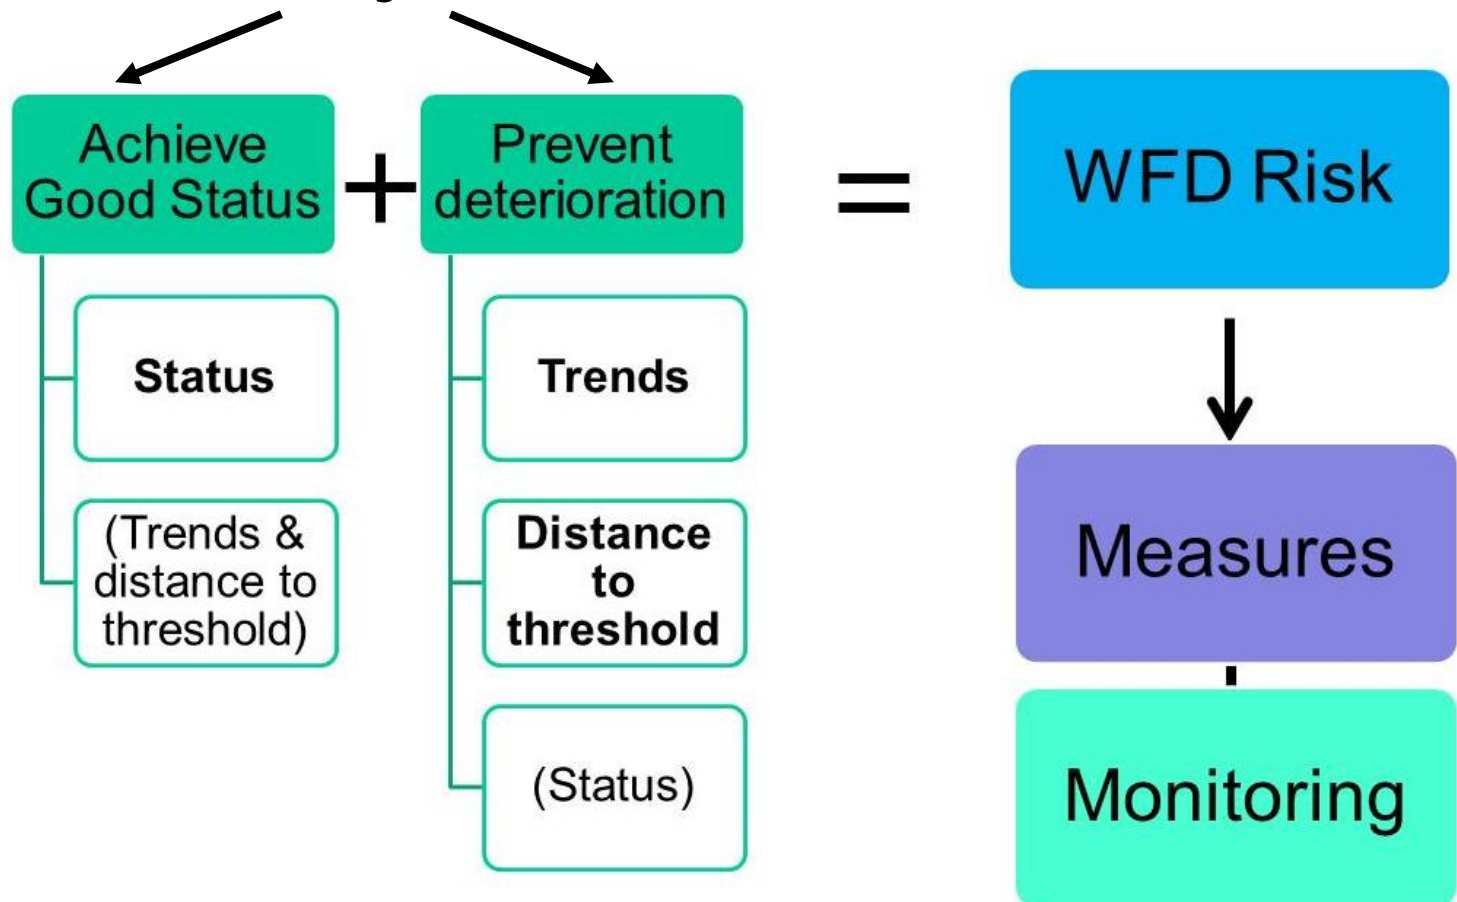 Achieve
Good Status
+
Prevent
deterioration
=
WFD Risk
Status
(Trends &
distance to
threshold)
Trends
Distance
to
threshold
(Status)
Measures
Monitoring